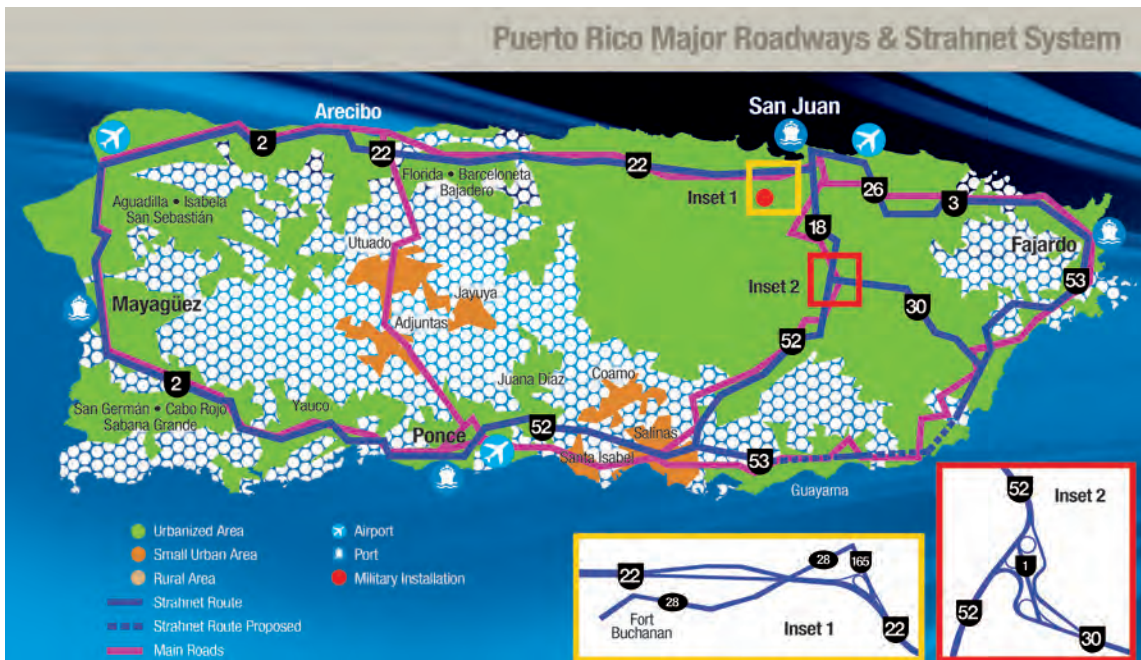 Puerto Rico Major Roadways & Strahnet System
Arecibo
San Juan
2
22
22
Florida • Barceloneta
Bajadero
Inset 1
26
3
Aguadilla • Isabela
San Sebastián
18
Fajardo
Utuado
Inset 2
53
Mayagüez
Jayuya
30
Adjuntas
52
2
Juana Díaz
Coamo
San Germán • Cabo Rojo
Sabana Grande
Yauco
Ponce
52
Salinas
Santa Isabel
53
Guayama
Urbanized Area
Small Urban Area
Rural Area
Strahnet Route
Strahnet Route Proposed
Main Roads
Airport
Port
Military Installation
22
28
28
165
22
Fort
Buchanan
Inset 1
52
Inset 2
1
52
30